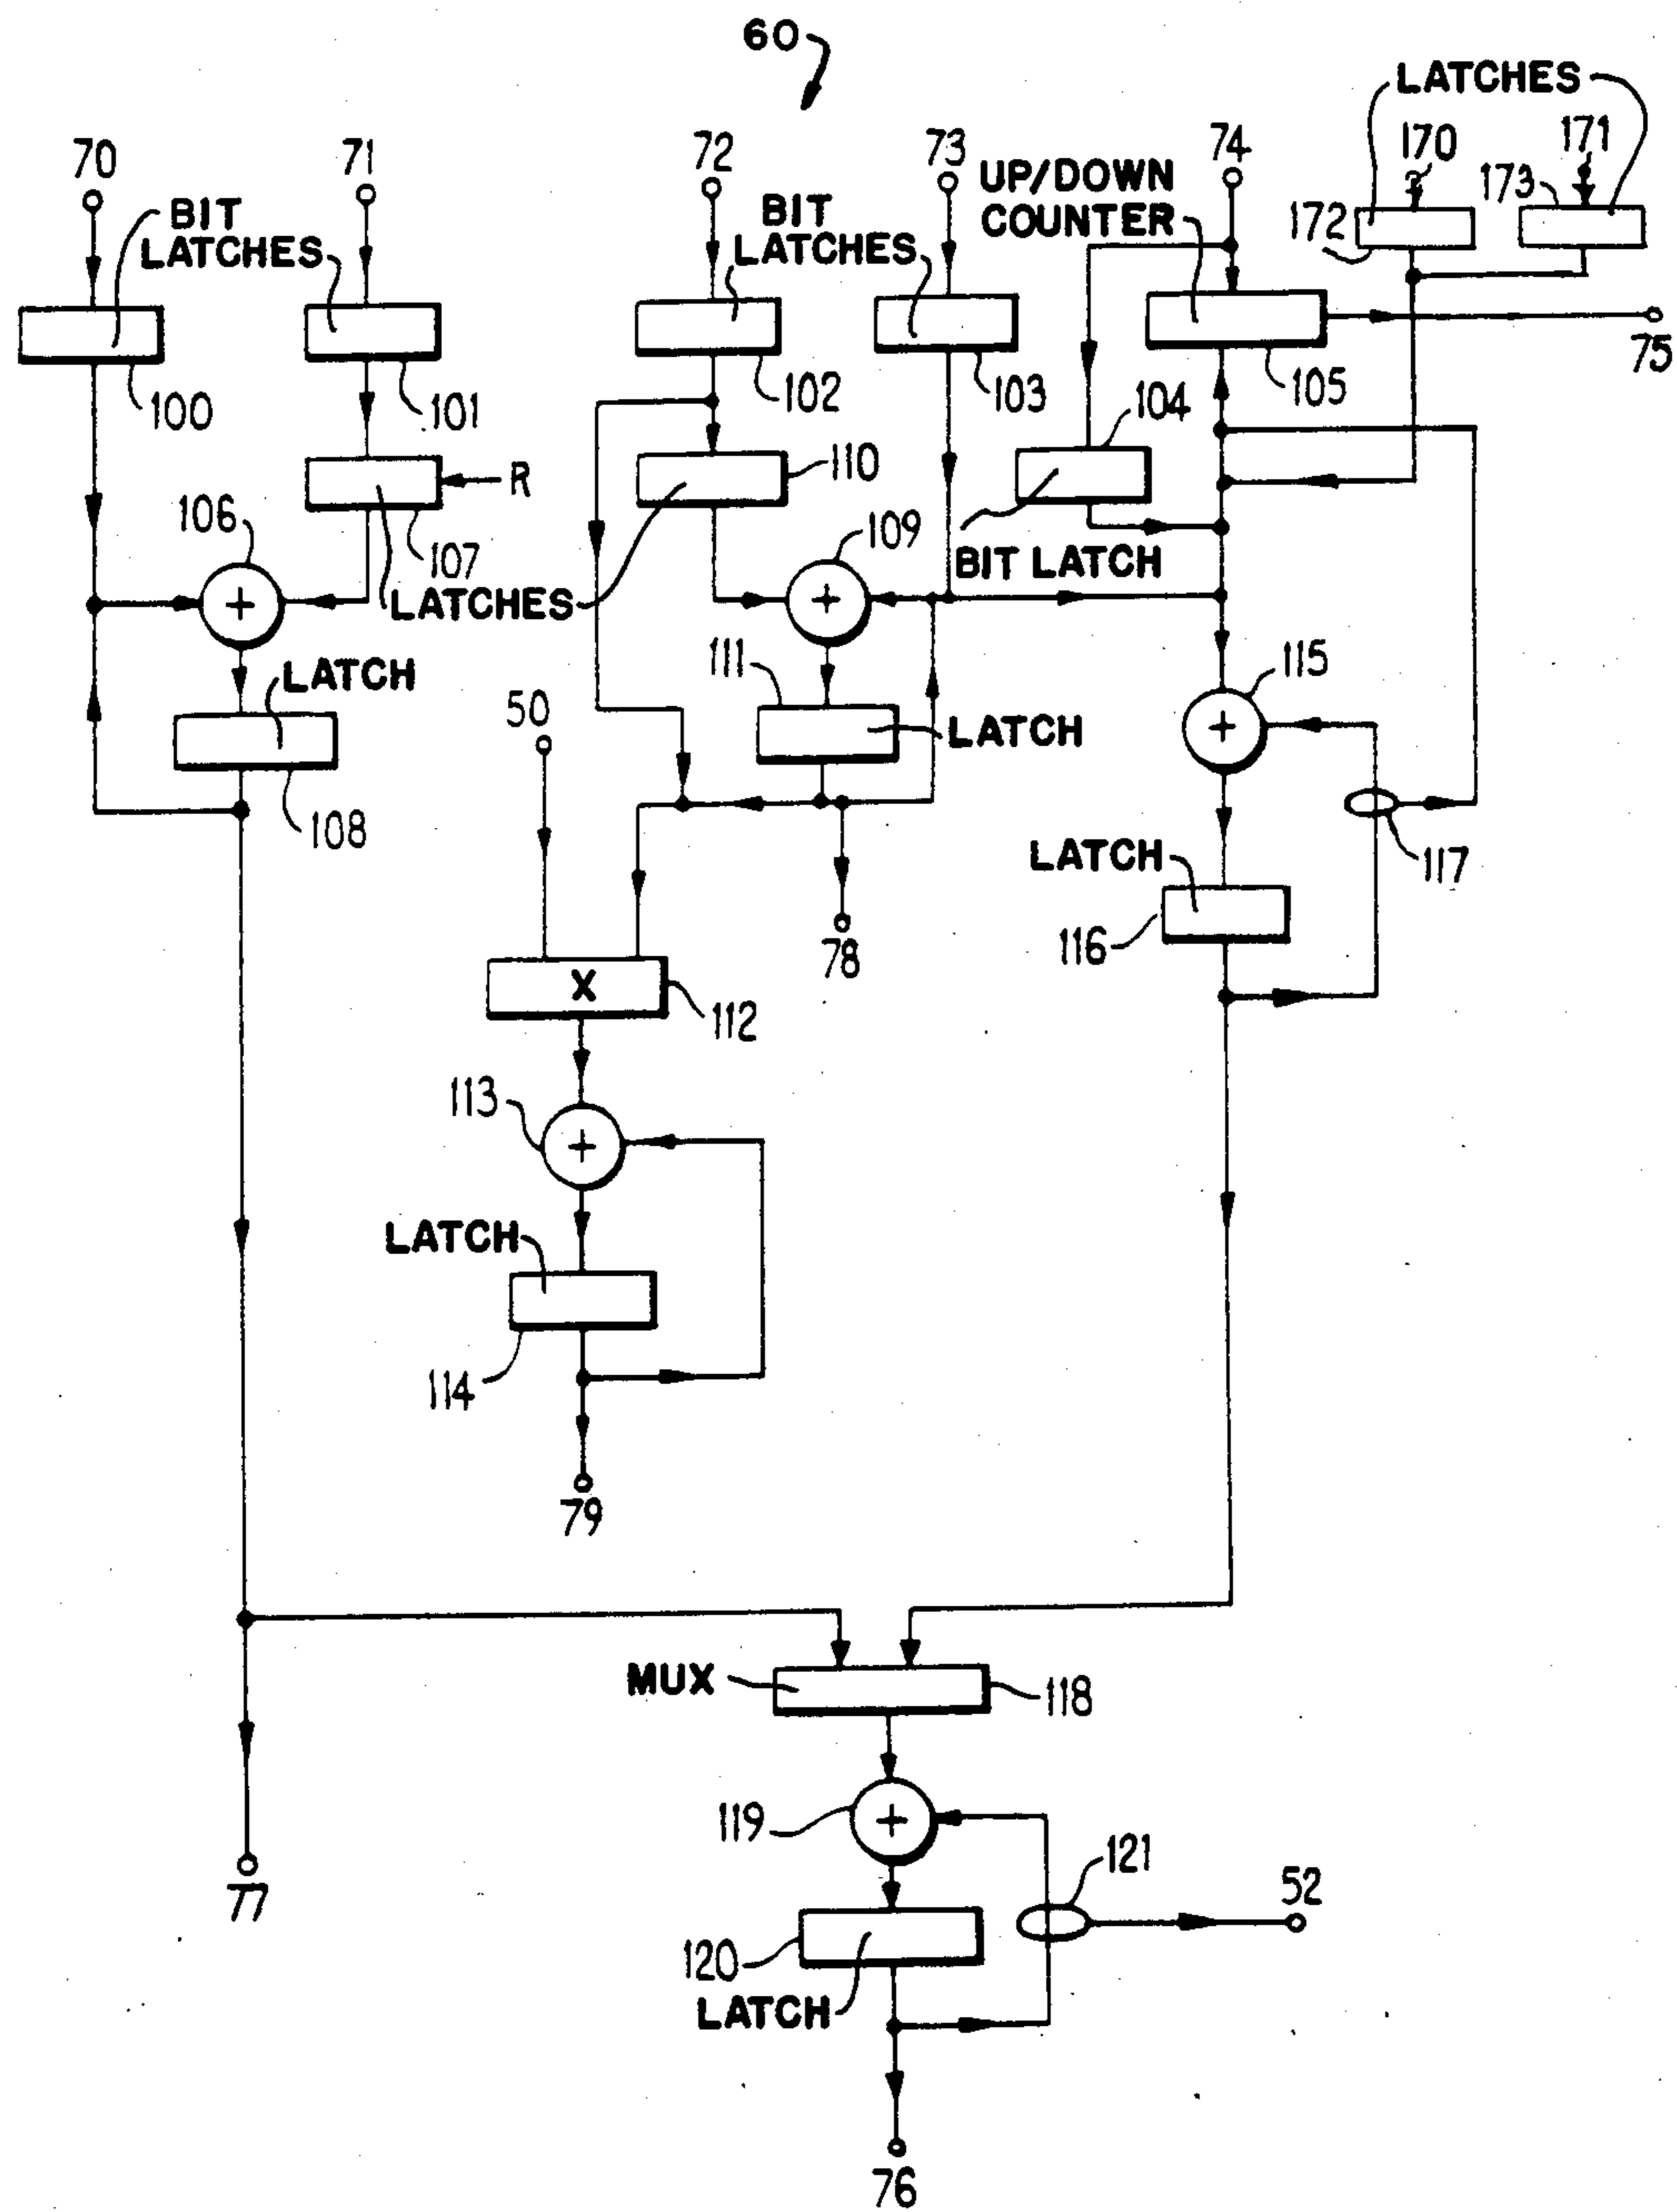 60
LATCHES
70
71
72
73
74
170
171
UP/DOWN
COUNTER
173
172
BIT
LATCHES
BIT
LATCHES
75
100
101
102
103
104
105
110
R
106
107
109
BIT LATCH
LATCHES
111
115
LATCH
50
LATCH
108
117
LATCH
116
78
X
112
+
+
+
113
+
LATCH
114
79
MUX
118
119
+
121
52
77
120
LATCH
76